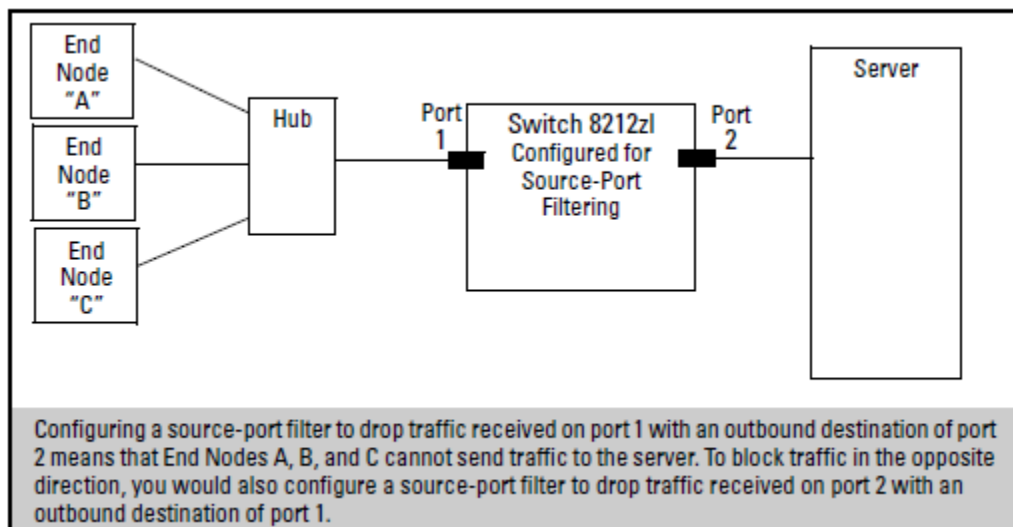 End
Node
"A"
End
Node
"B"
End
Node
"C"
Hub
Port
1
Switch 8212zl
Configured for
Source-Port
Filtering
Port
2
Server
Configuring a source-port filter to drop traffic received on port 1 with an outbound destination of port
2 means that End Nodes A, B, and C cannot send traffic to the server. To block traffic in the opposite
direction, you would also configure a source-port filter to drop traffic received on port 2 with an
outbound destination of port 1.